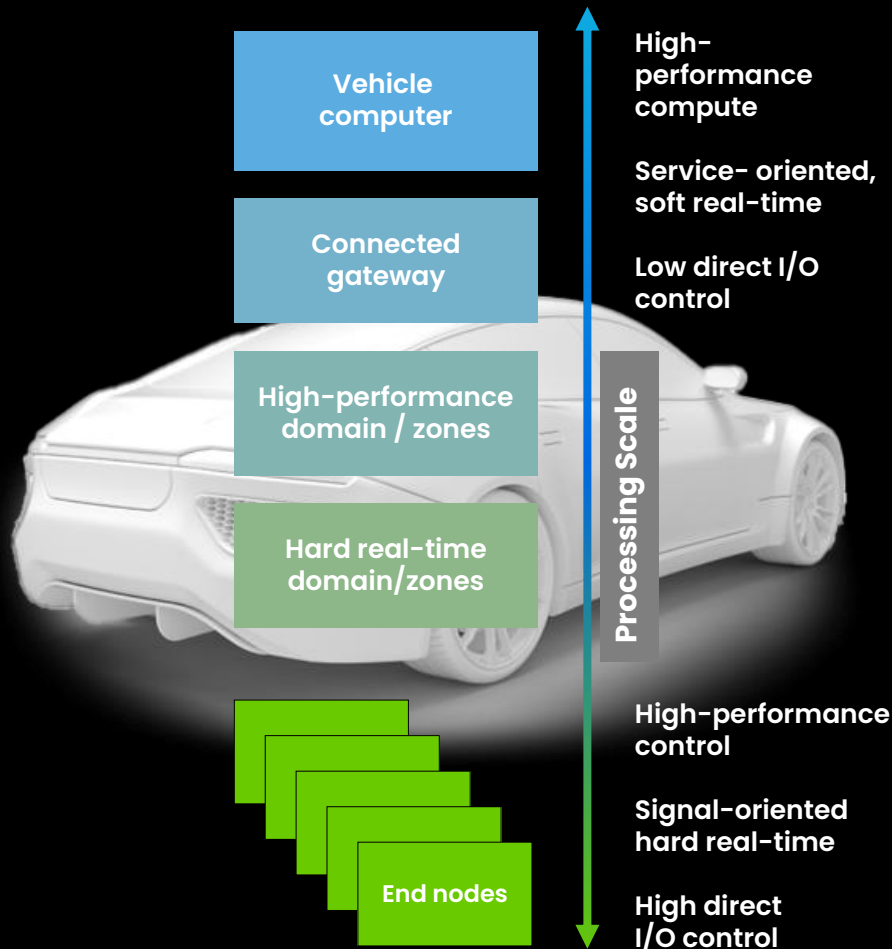 Vehicle
computer
Connected
gateway
High-performance
domain / zones
Hard real-time
domain/zones
End nodes
High-
performance
compute
Service- oriented,
soft real-time
Low direct I/O
control
Processing Scale
High-performance
control
Signal-oriented
hard real-time
High direct
I/O control